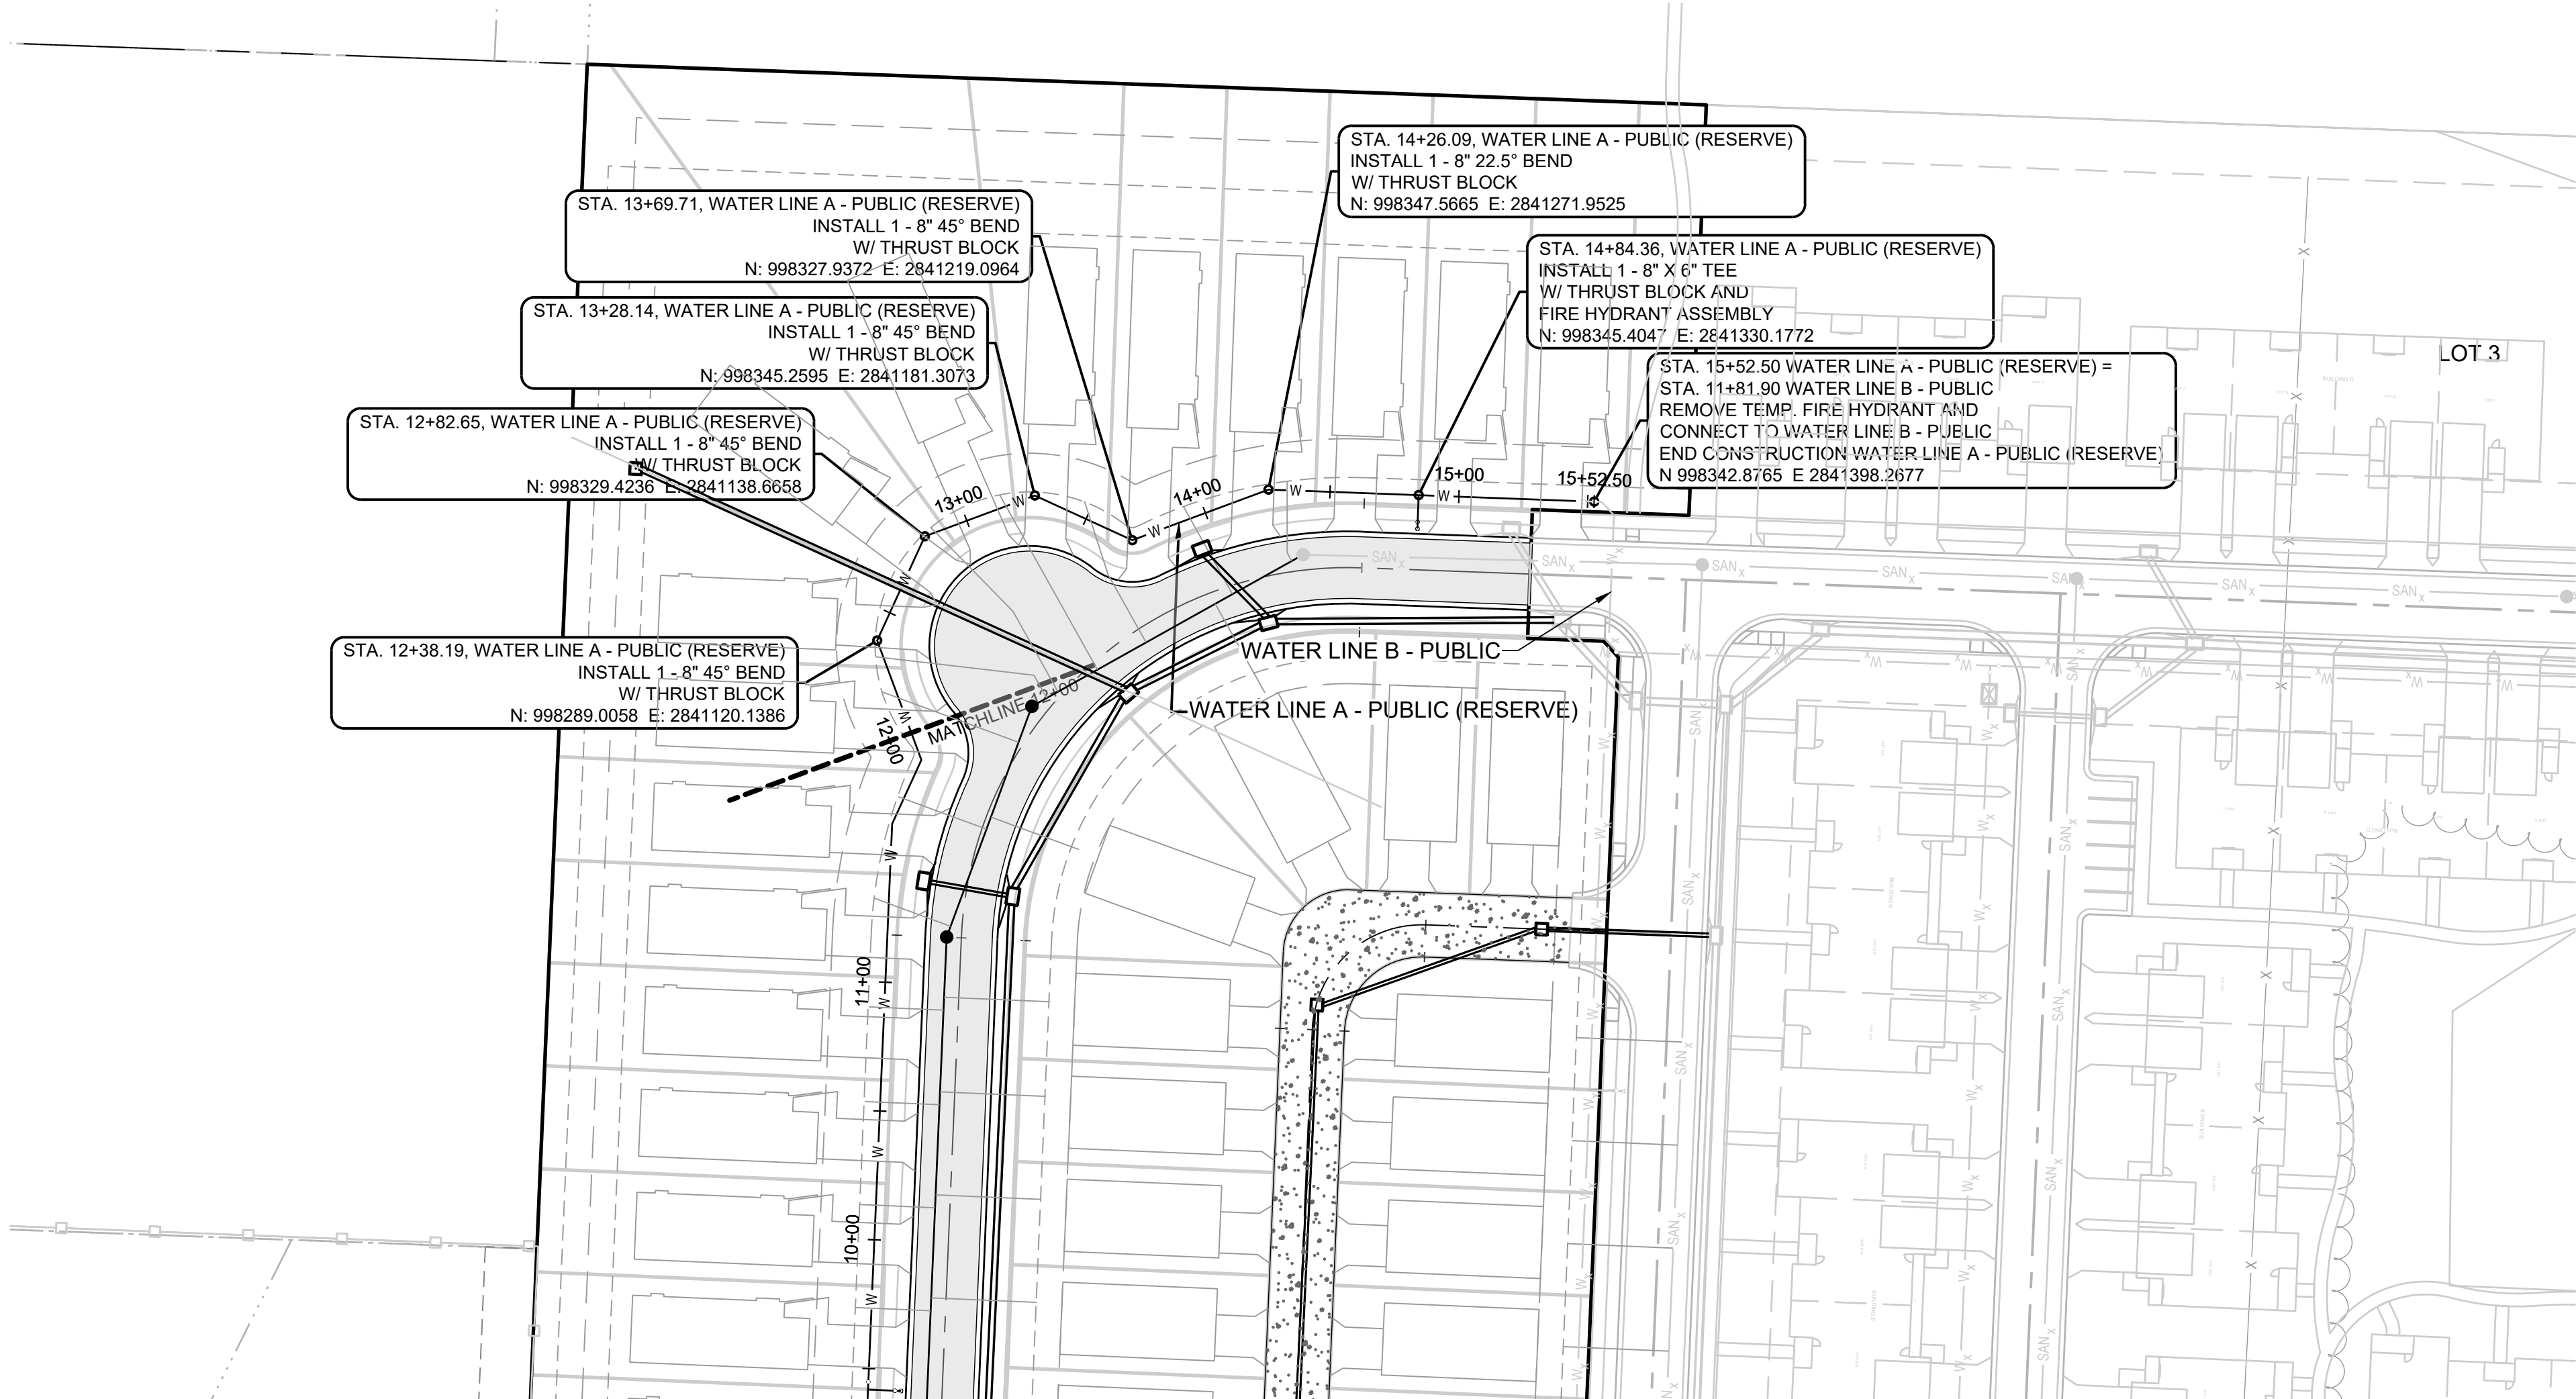 STA. 14+26.09, WATER LINE A - PUBLIC (RESERVE)
INSTALL 1 - 8" 22.5° BEND
W/ THRUST BLOCK
N: 998347.5665 E: 2841271.9525
STA. 13+69.71, WATER LINE A - PUBLIC (RESERVE)
INSTALL 1 - 8" 45° BEND
W/ THRUST BLOCK
N: 998327.9372 E: 2841219.0964
STA. 14+84.36, WATER LINE A - PUBLIC (RESERVE)
INSTALL 1 - 8" X 6" TEE
W/ THRUST BLOCK AND
FIRE HYDRANT ASSEMBLY
N: 998345.4047 E: 2841330.1772
STA. 13+28.14, WATER LINE A - PUBLIC (RESERVE)
INSTALL 1 - 8" 45° BEND
W/ THRUST BLOCK
N: 998345.2595 E: 2841181.3073
STA. 15+52.50 WATER LINE A - PUBLIC (RESERVE) =
STA. 11+81.90 WATER LINE B - PUBLIC
REMOVE TEMP. FIRE HYDRANT AND
CONNECT TO WATER LINE B - PUBLIC
END CONSTRUCTION WATER LINE A - PUBLIC (RESERVE)
N 998342.8765 E 2841398.2677
LOT 3
STA. 12+82.65, WATER LINE A - PUBLIC (RESERVE)
INSTALL 1 - 8" 45° BEND
W/ THRUST BLOCK
N: 998329.4236 E: 2841138.6658
13+00
14+00
15+00
15+52.50
STA. 12+38.19, WATER LINE A - PUBLIC (RESERVE)
INSTALL 1 - 8" 45° BEND
W/ THRUST BLOCK
N: 998289.0058 E: 2841120.1386
WATER LINE B - PUBLIC
WATER LINE A - PUBLIC (RESERVE)
MATCHLINE 12+00
12+00
11+00
10+00
W
W
W
W
W
W
W
W
W
W
SAN
SAN
SAN
SAN
SAN
SAN
SAN